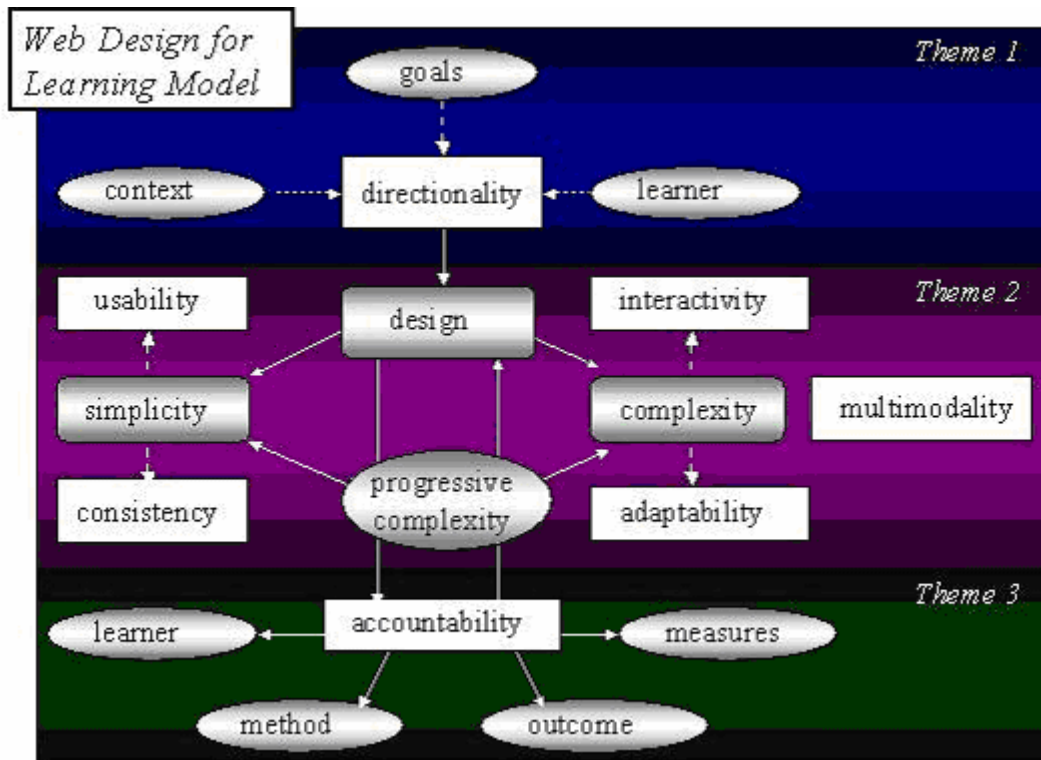 Web Design for
Learning Model
Theme 1
goals
context
directionality
learner
Theme 2
usability
design
interactivity
simplicity
complexity
multimodality
progressive
complexity
consistency
adaptability
Theme 3
learner
accountability
measures
method
outcome